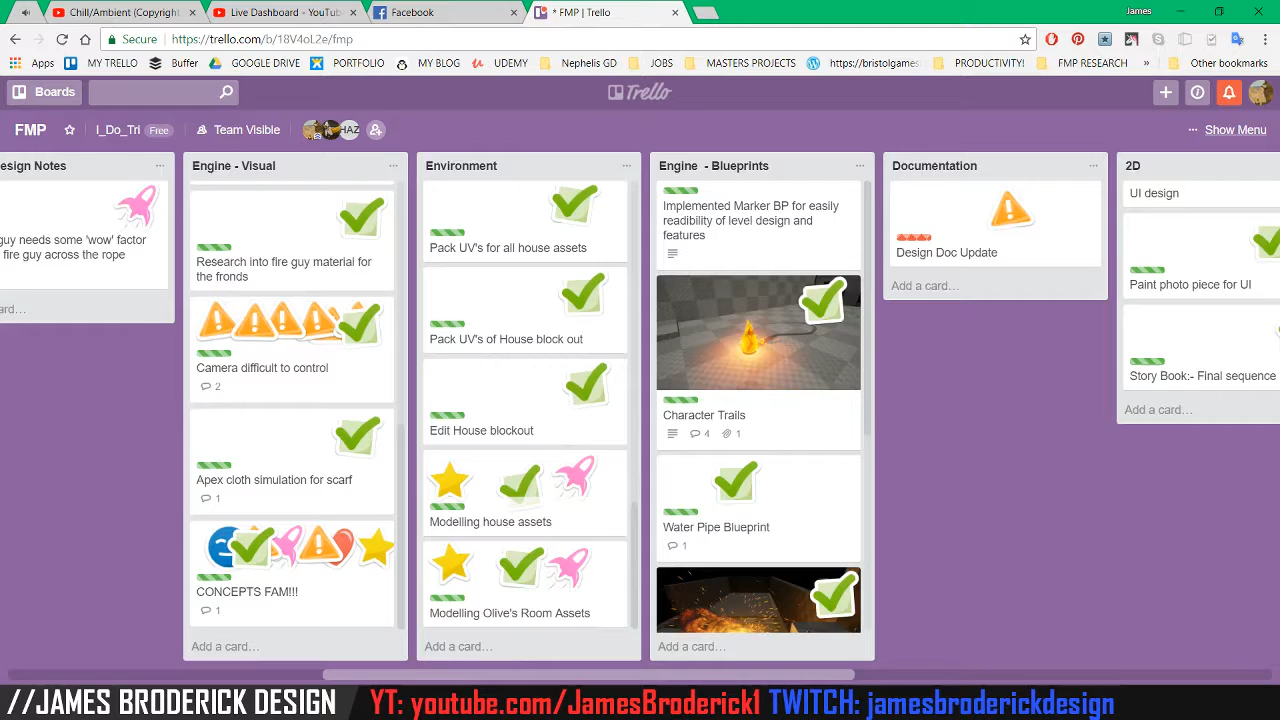 Chill/Ambient (Copyright
Live Dashboard - YouTu
Facebook
* FMP | Trello
James
Secure
https://trello.com/b/18V4oL2e/fmp
Apps
MY TRELLO
Buffer
GOOGLE DRIVE
PORTFOLIO
MY BLOG
UDEMY
Nephelis GD
JOBS
MASTERS PROJECTS
https://bristolgames
PRODUCTIVITY!
FMP RESEARCH
»
Other bookmarks
Boards
Trello
FMP
I_Do_Tri
Free
Team Visible
HAZ
Show Menu
esign Notes
guy needs some 'wow' factor
fire guy across the rope
card…
Engine - Visual
Research into fire guy material for
the fronds
Camera difficult to control
2
Apex cloth simulation for scarf
1
CONCEPTS FAM!!!
1
Add a card…
Environment
Pack UV's for all house assets
Pack UV's of House block out
Edit House blockout
Modelling house assets
Modelling Olive's Room Assets
Add a card…
Engine - Blueprints
Implemented Marker BP for easily
readibility of level design and
features
Character Trails
4
1
Water Pipe Blueprint
1
Add a card…
Documentation
Design Doc Update
Add a card…
2D
UI design
Paint photo piece for UI
Story Book:- Final sequence
Add a card…
//JAMES BRODERICK DESIGN
YT: youtube.com/JamesBroderick1
TWITCH: jamesbroderickdesign